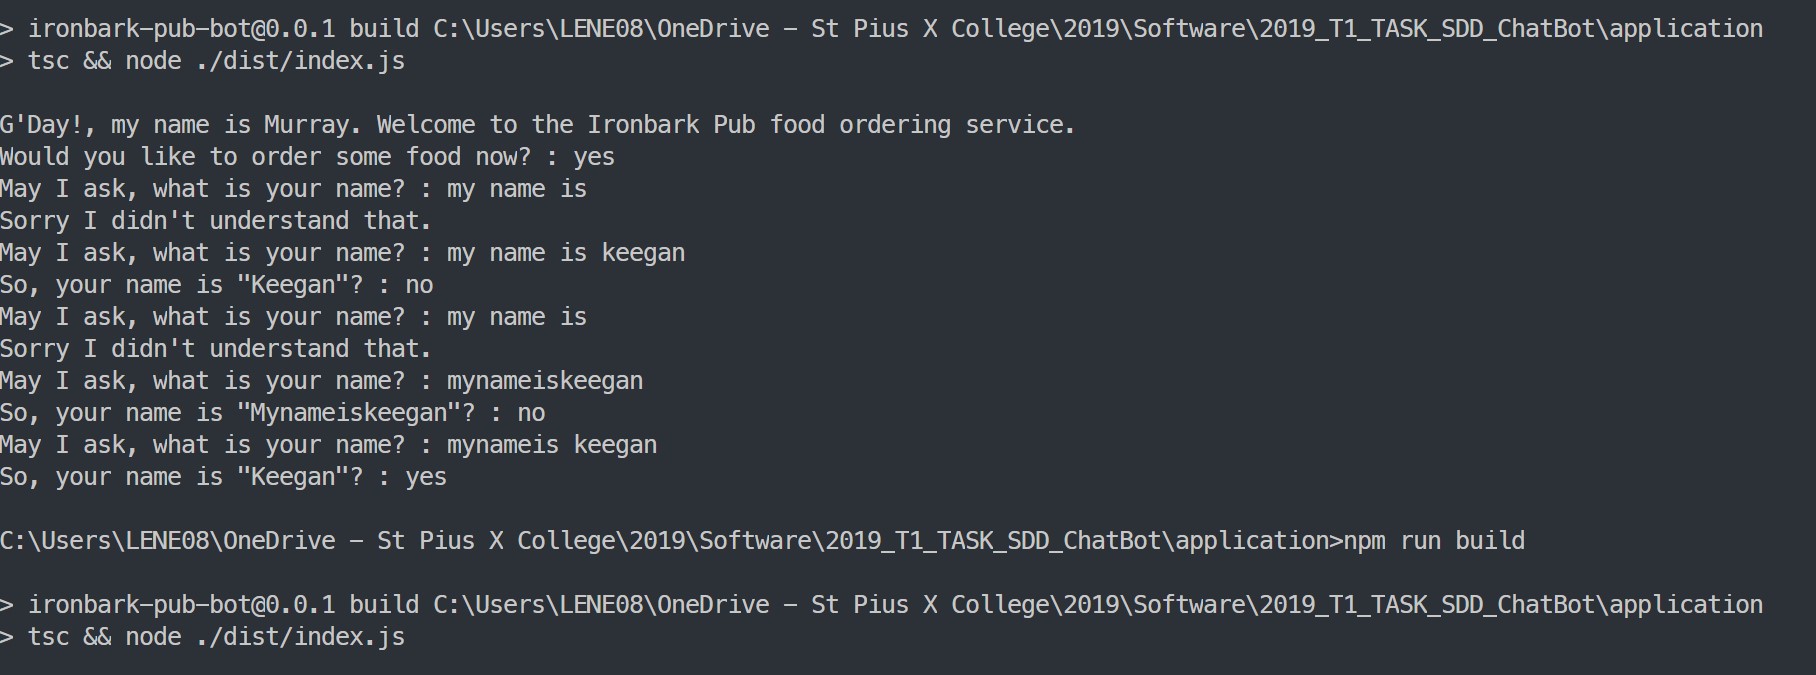 > ironbark-pub-bot@0.0.1 build C:\Users\LENE08\OneDrive - St Pius X College\2019\Software\2019_T1_TASK_SDD_ChatBot\application
> tsc && node ./dist/index.js
G'Day!, my name is Murray. Welcome to the Ironbark Pub food ordering service.
Would you like to order some food now? : yes
May I ask, what is your name? : my name is
Sorry I didn't understand that.
May I ask, what is your name? : my name is keegan
So, your name is "Keegan"? : no
May I ask, what is your name? : my name is
Sorry I didn't understand that.
May I ask, what is your name? : mynameiskeegan
So, your name is "Mynameiskeegan"? : no
May I ask, what is your name? : mynameis keegan
So, your name is "Keegan"? : yes
C:\Users\LENE08\OneDrive - St Pius X College\2019\Software\2019_T1_TASK_SDD_ChatBot\application>npm run build
> ironbark-pub-bot@0.0.1 build C:\Users\LENE08\OneDrive - St Pius X College\2019\Software\2019_T1_TASK_SDD_ChatBot\application
> tsc && node ./dist/index.js